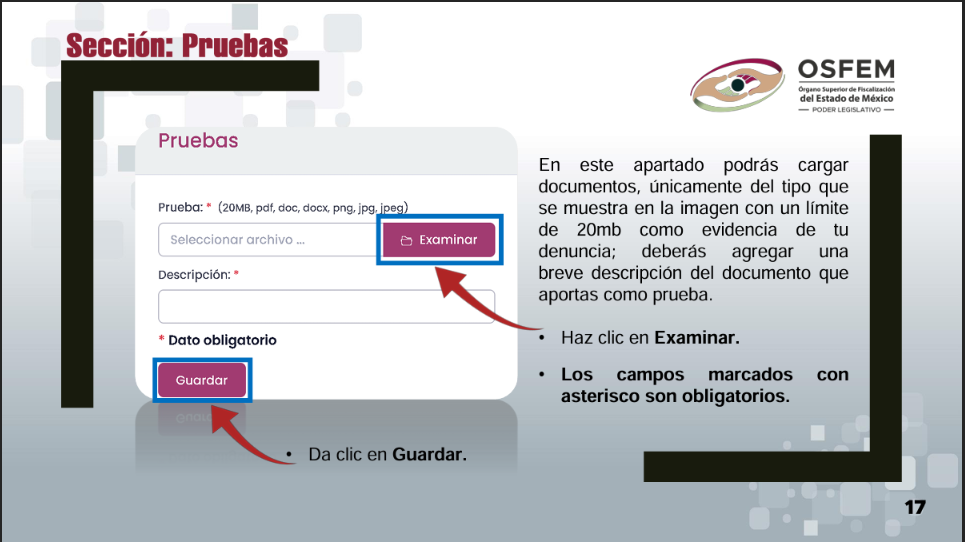 Sección: Pruebas
OSFEM
Órgano Superior de Fiscalización
del Estado de México
PODER LEGISLATIVO
Pruebas
Prueba: * (20MB, pdf, doc, docx, png, jpg, jpeg)
Seleccionar archivo ...
Examinar
Descripción: *
* Dato obligatorio
Guardar
• Da clic en Guardar.
En este apartado podrás cargar
documentos, únicamente del tipo que
se muestra en la imagen con un límite
de 20mb como evidencia de tu
denuncia; deberás agregar una
breve descripción del documento que
aportas como prueba.
• Haz clic en Examinar.
• Los campos marcados con
asterisco son obligatorios.
17